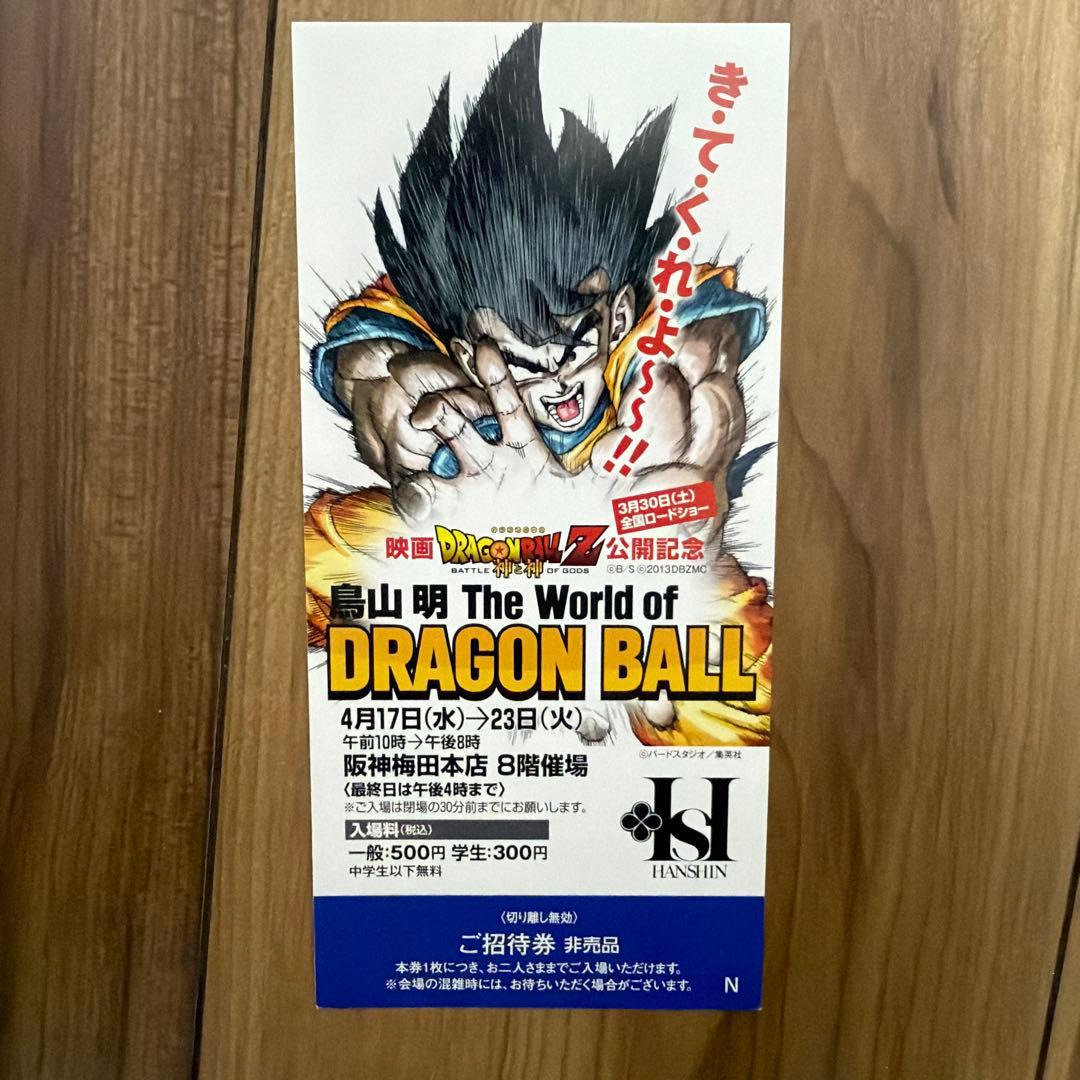 き・て・く・れ・よ〜〜!!
3月30日(土)
全国ロードショー
映画 DRAGONBALL Z 公開記念
BATTLE 神と神 OF GODS
©B/S ©2013DBZMC
鳥山 明 The World of
DRAGON BALL
4月17日(水)→23日(火)
午前10時→午後8時
©バードスタジオ/集英社
阪神梅田本店 8階催場
〈最終日は午後4時まで〉
※ご入場は閉場の30分前までにお願いします。
入場料(税込)
一般:500円 学生:300円
中学生以下無料
HSI
HANSHIN
〈切り離し無効〉
ご招待券 非売品
本券1枚につき、お二人さままでご入場いただけます。
※会場の混雑時には、お待ちいただく場合がございます。
N